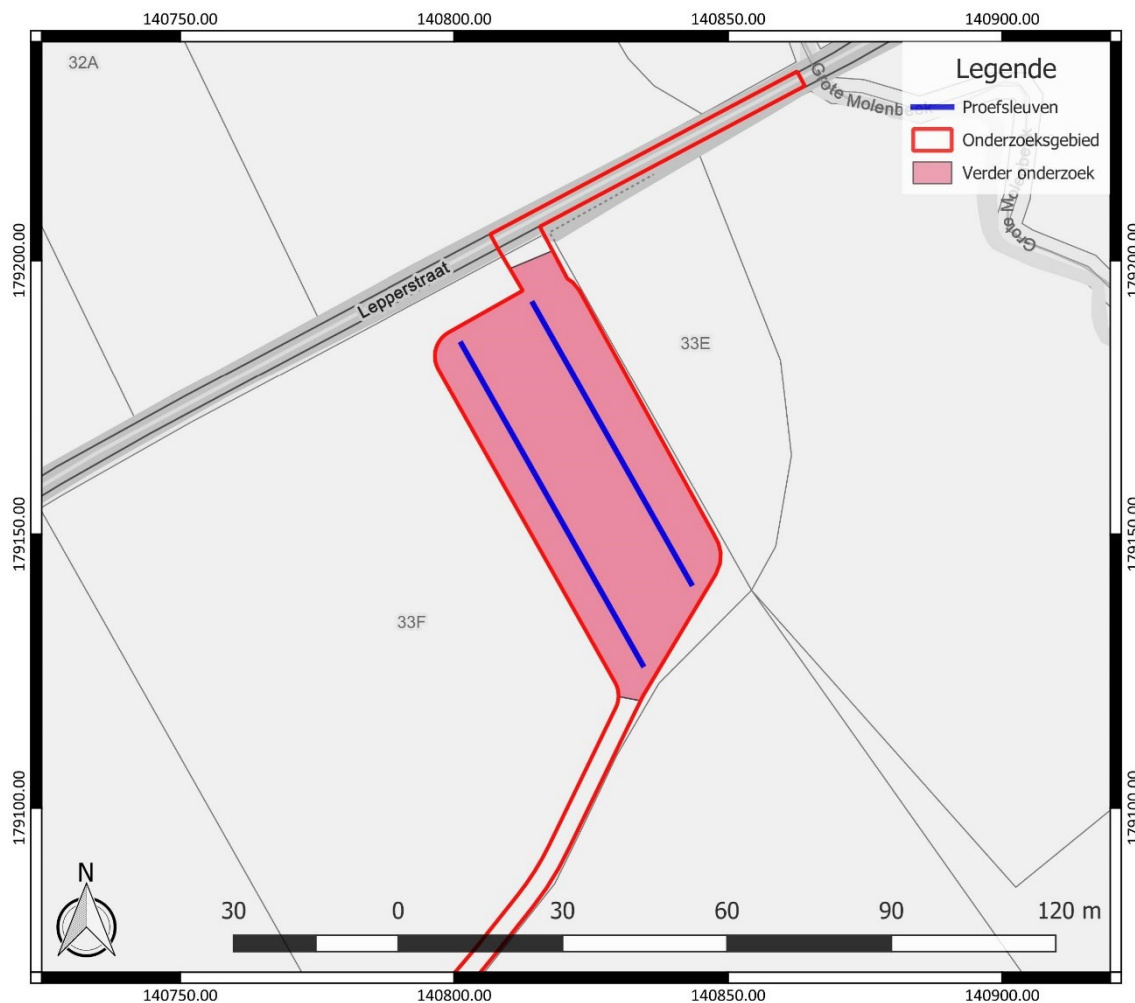 140750.00 140800.00 140850.00 140900.00
32A
Legende
Proefsleuven
Onderzoeksgebied
Verder onderzoek
Grote Molenbeek
Grote Molenbeek
Grote
179200.00
179200.00
Lepperstraat
33E
179150.00
179150.00
33F
179100.00
179100.00
N
30 0 30 60 90 120 m
140750.00 140800.00 140850.00 140900.00